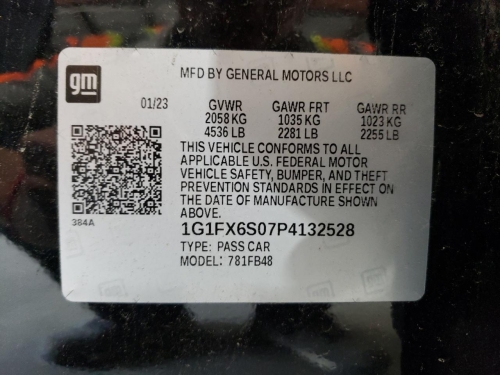 gm
MFD BY GENERAL MOTORS LLC
01/23 GVWR GAWR FRT GAWR RR
2058 KG 1035 KG 1023 KG
4536 LB 2281 LB 2255 LB
THIS VEHICLE CONFORMS TO ALL
APPLICABLE U.S. FEDERAL MOTOR
VEHICLE SAFETY, BUMPER, AND THEFT
PREVENTION STANDARDS IN EFFECT ON
THE DATE OF MANUFACTURE SHOWN
ABOVE.
384A
1G1FX6S07P4132528
TYPE: PASS CAR
MODEL: 781FB48